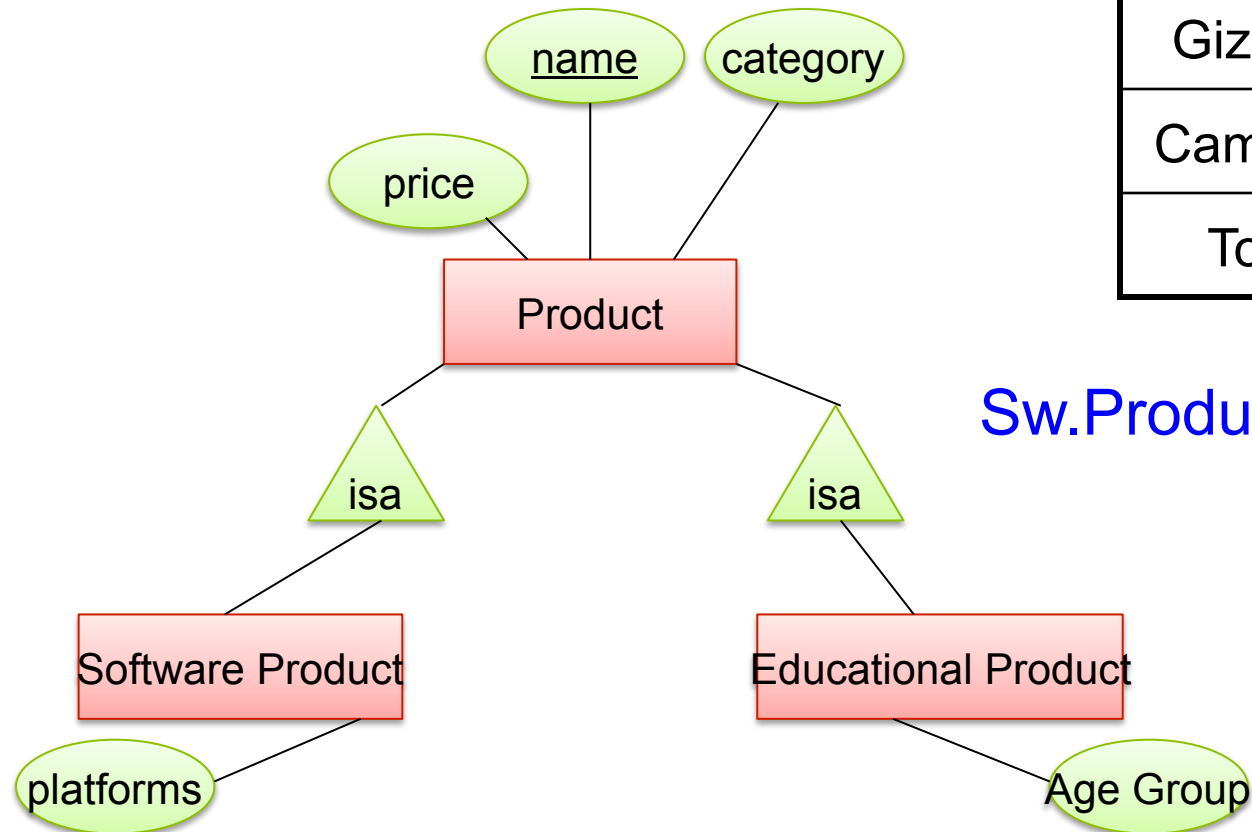 name
category
price
Product
isa
isa
Software Product
Educational Product
platforms
Age Group
Giz
Cam
To
Sw.Produ